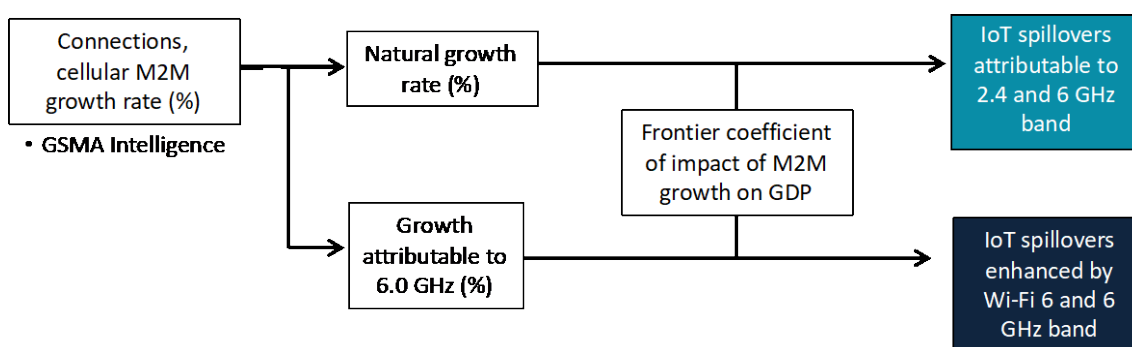 Connections,
cellular M2M
growth rate (%)
• GSMA Intelligence
Natural growth
rate (%)
Growth
attributable to
6.0 GHz (%)
Frontier coefficient
of impact of M2M
growth on GDP
IoT spillovers
attributable to
2.4 and 6 GHz
band
IoT spillovers
enhanced by
Wi-Fi 6 and 6
GHz band